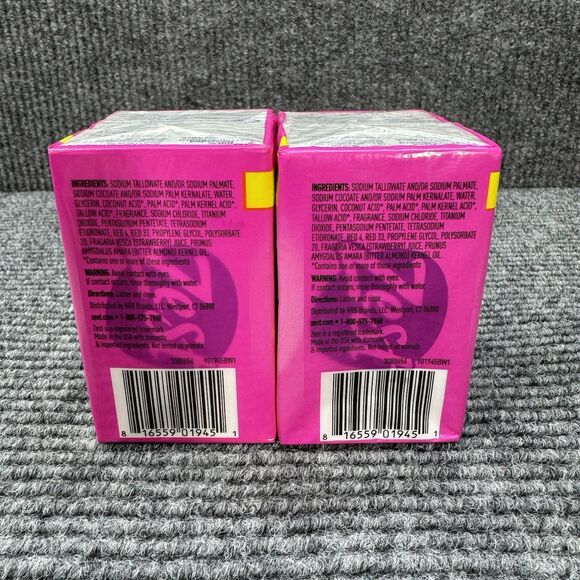 INGREDIENTS: SODIUM TALLOWATE AND/OR SODIUM PALMATE,
SODIUM COCOATE AND/OR SODIUM PALM KERNALATE, WATER,
GLYCERIN, COCONUT ACID*, PALM ACID*, PALM KERNEL ACID*,
TALLOW ACID*, FRAGRANCE, SODIUM CHLORIDE, TITANIUM
DIOXIDE, PENTASODIUM PENTETATE, TETRASODIUM
ETIDRONATE, RED 4, RED 33, PROPYLENE GLYCOL, POLYSORBATE
20, FRAGARIA VESCA (STRAWBERRY) JUICE, PRUNUS
AMYGDALUS AMARA (BITTER ALMOND) KERNEL OIL.
*Contains one or more of these ingredients
WARNING: Avoid contact with eyes.
If contact occurs, rinse thoroughly with water.
Directions: Lather and rinse.
Distributed by HRB Brands, LLC. Westport, CT 06880
zest.com • 1-800-575-7960
Zest is a registered trademark.
Made in the USA with domestic
& imported ingredients. Not tested on animals.
3080654 901945BW1
8 16559 01945 1
INGREDIENTS: SODIUM TALLOWATE AND/OR SODIUM PALMATE,
SODIUM COCOATE AND/OR SODIUM PALM KERNALATE, WATER,
GLYCERIN, COCONUT ACID*, PALM ACID*, PALM KERNEL ACID*,
TALLOW ACID*, FRAGRANCE, SODIUM CHLORIDE, TITANIUM
DIOXIDE, PENTASODIUM PENTETATE, TETRASODIUM
ETIDRONATE, RED 4, RED 33, PROPYLENE GLYCOL, POLYSORBATE
20, FRAGARIA VESCA (STRAWBERRY) JUICE, PRUNUS
AMYGDALUS AMARA (BITTER ALMOND) KERNEL OIL.
*Contains one or more of these ingredients
WARNING: Avoid contact with eyes.
If contact occurs, rinse thoroughly with water.
Directions: Lather and rinse.
Distributed by HRB Brands, LLC. Westport, CT 06880
zest.com • 1-800-575-7960
Zest is a registered trademark.
Made in the USA with domestic
& imported ingredients. Not tested on animals.
3080654 901945BW1
8 16559 01945 1